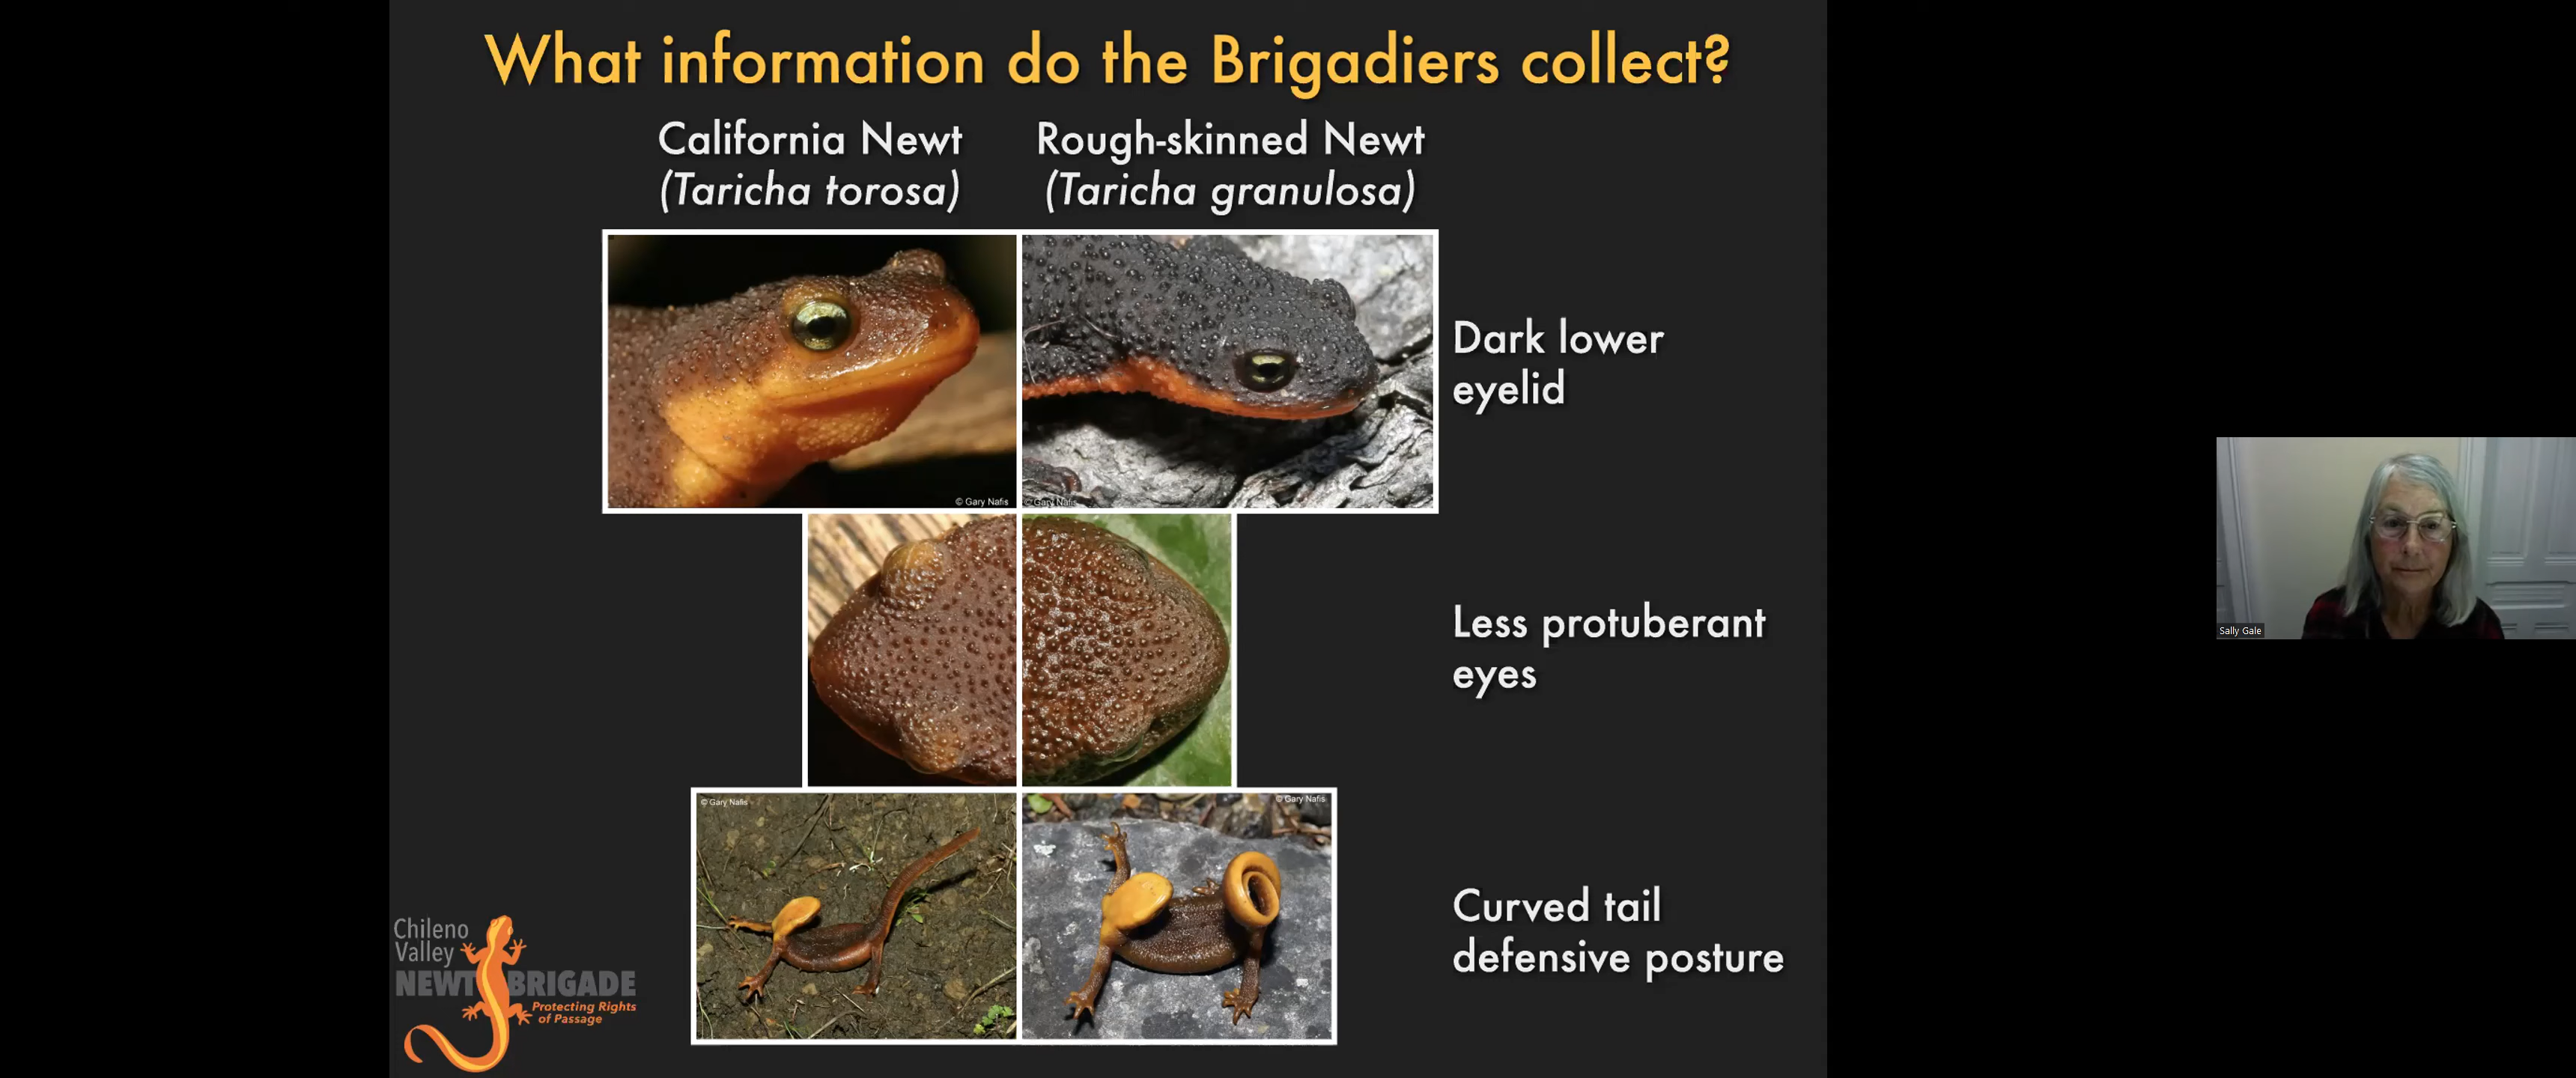 What information do the Brigadiers collect?
California Newt
(Taricha torosa)
Rough-skinned Newt
(Taricha granulosa)
© Gary Nafis
© Gary Nafis
Dark lower
eyelid
Less protuberant
eyes
© Gary Nafis
© Gary Nafis
Curved tail
defensive posture
Chileno
Valley
NEWT BRIGADE
Protecting Rights
of Passage
Sally Gale